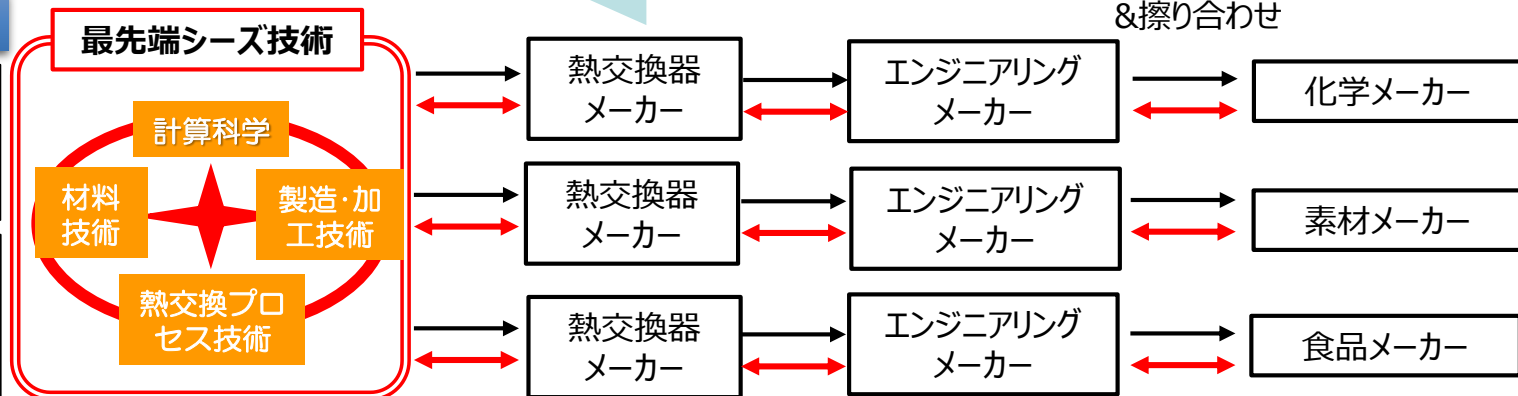 &擦り合わせ
最先端シーズ技術
計算科学
材料
技術
製造・加
工技術
熱交換プロ
セス技術
熱交換器
メーカー
エンジニアリング
メーカー
化学メーカー
熱交換器
メーカー
エンジニアリング
メーカー
素材メーカー
熱交換器
メーカー
エンジニアリング
メーカー
食品メーカー